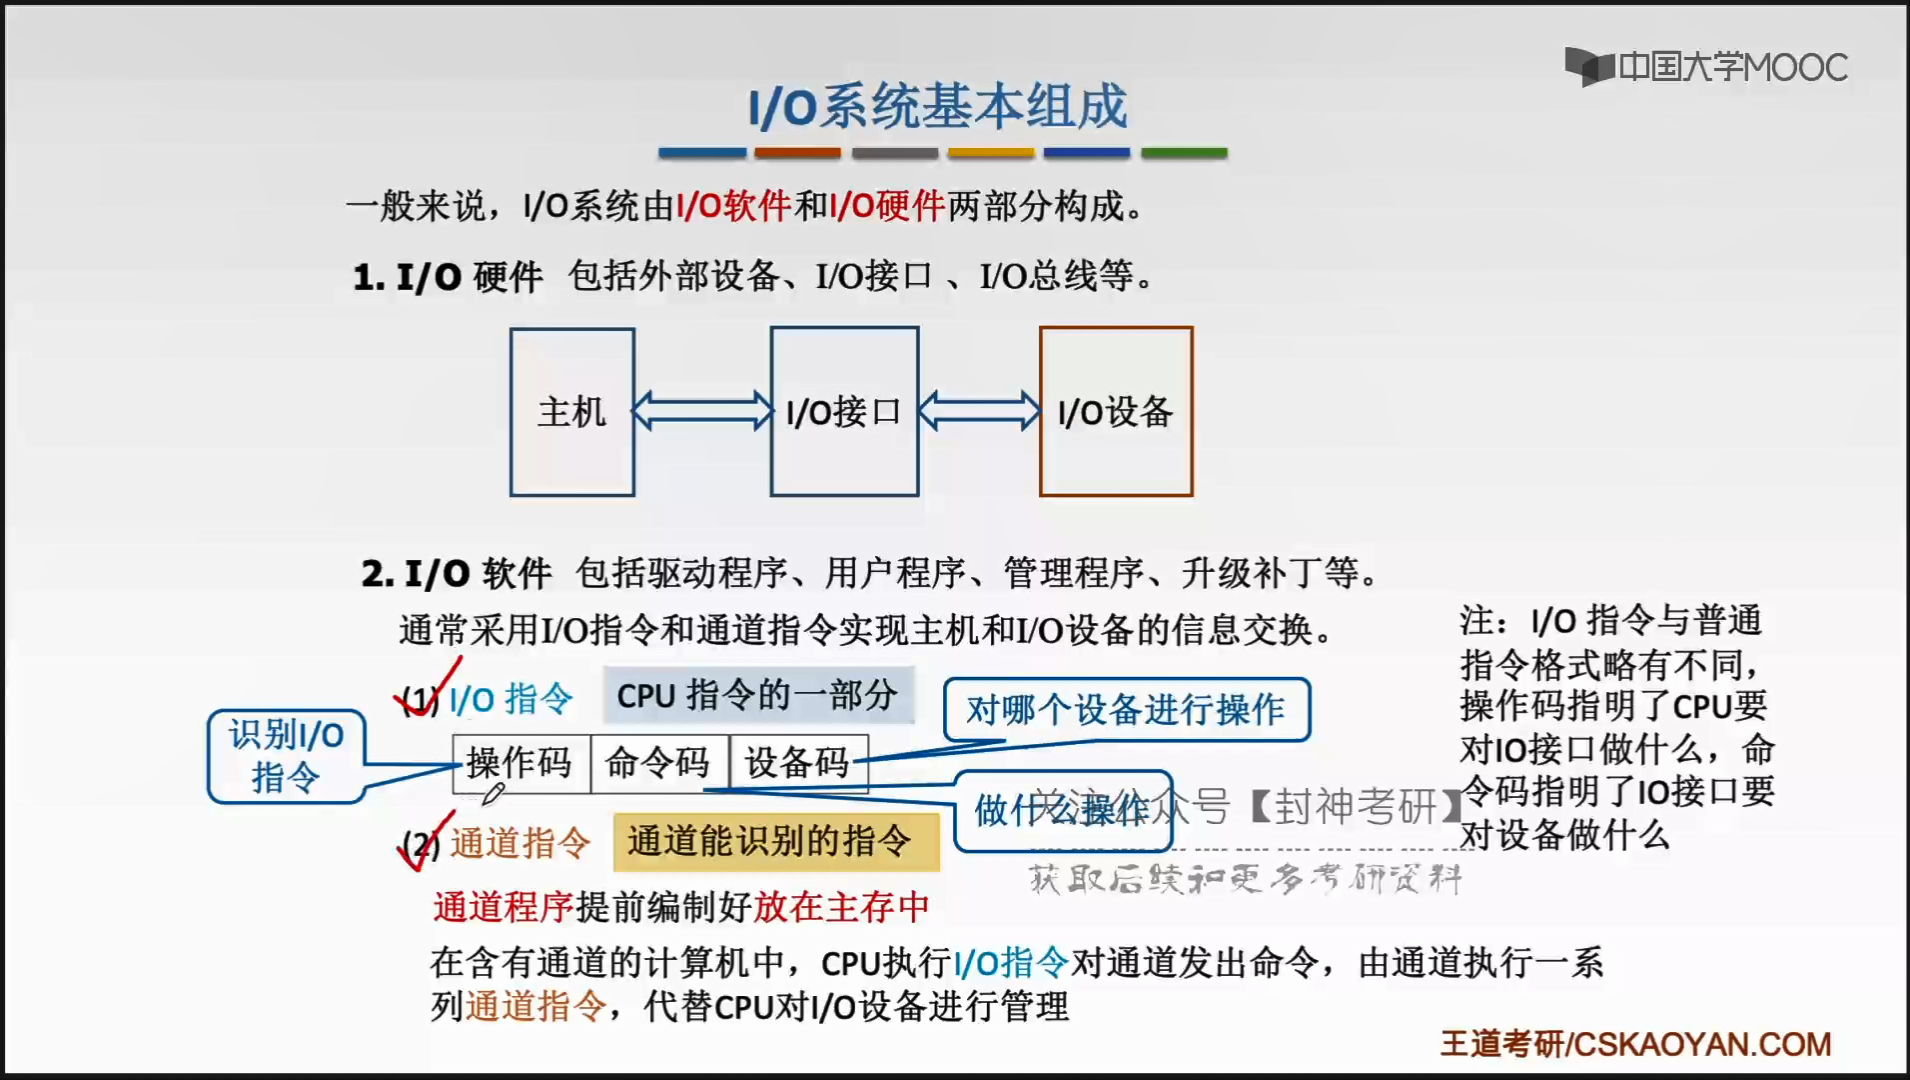 中国大学MOOC
I/O系统基本组成
一般来说，I/O系统由I/O软件和I/O硬件两部分构成。
1. I/O 硬件 包括外部设备、I/O接口 、I/O总线等。
主机
I/O接口
I/O设备
2. I/O 软件 包括驱动程序、用户程序、管理程序、升级补丁等。
通常采用I/O指令和通道指令实现主机和I/O设备的信息交换。
(1) I/O 指令 CPU 指令的一部分
对哪个设备进行操作
识别I/O
指令
操作码 命令码 设备码
做什么操作
(2) 通道指令 通道能识别的指令
通道程序提前编制好放在主存中
在含有通道的计算机中，CPU执行I/O指令对通道发出命令，由通道执行一系
列通道指令，代替CPU对I/O设备进行管理
注：I/O 指令与普通
指令格式略有不同，
操作码指明了CPU要
对IO接口做什么，命
令码指明了IO接口要
对设备做什么
关注公众号【封神考研】
获取后续和更多考研资料
王道考研/CSKAOYAN.COM